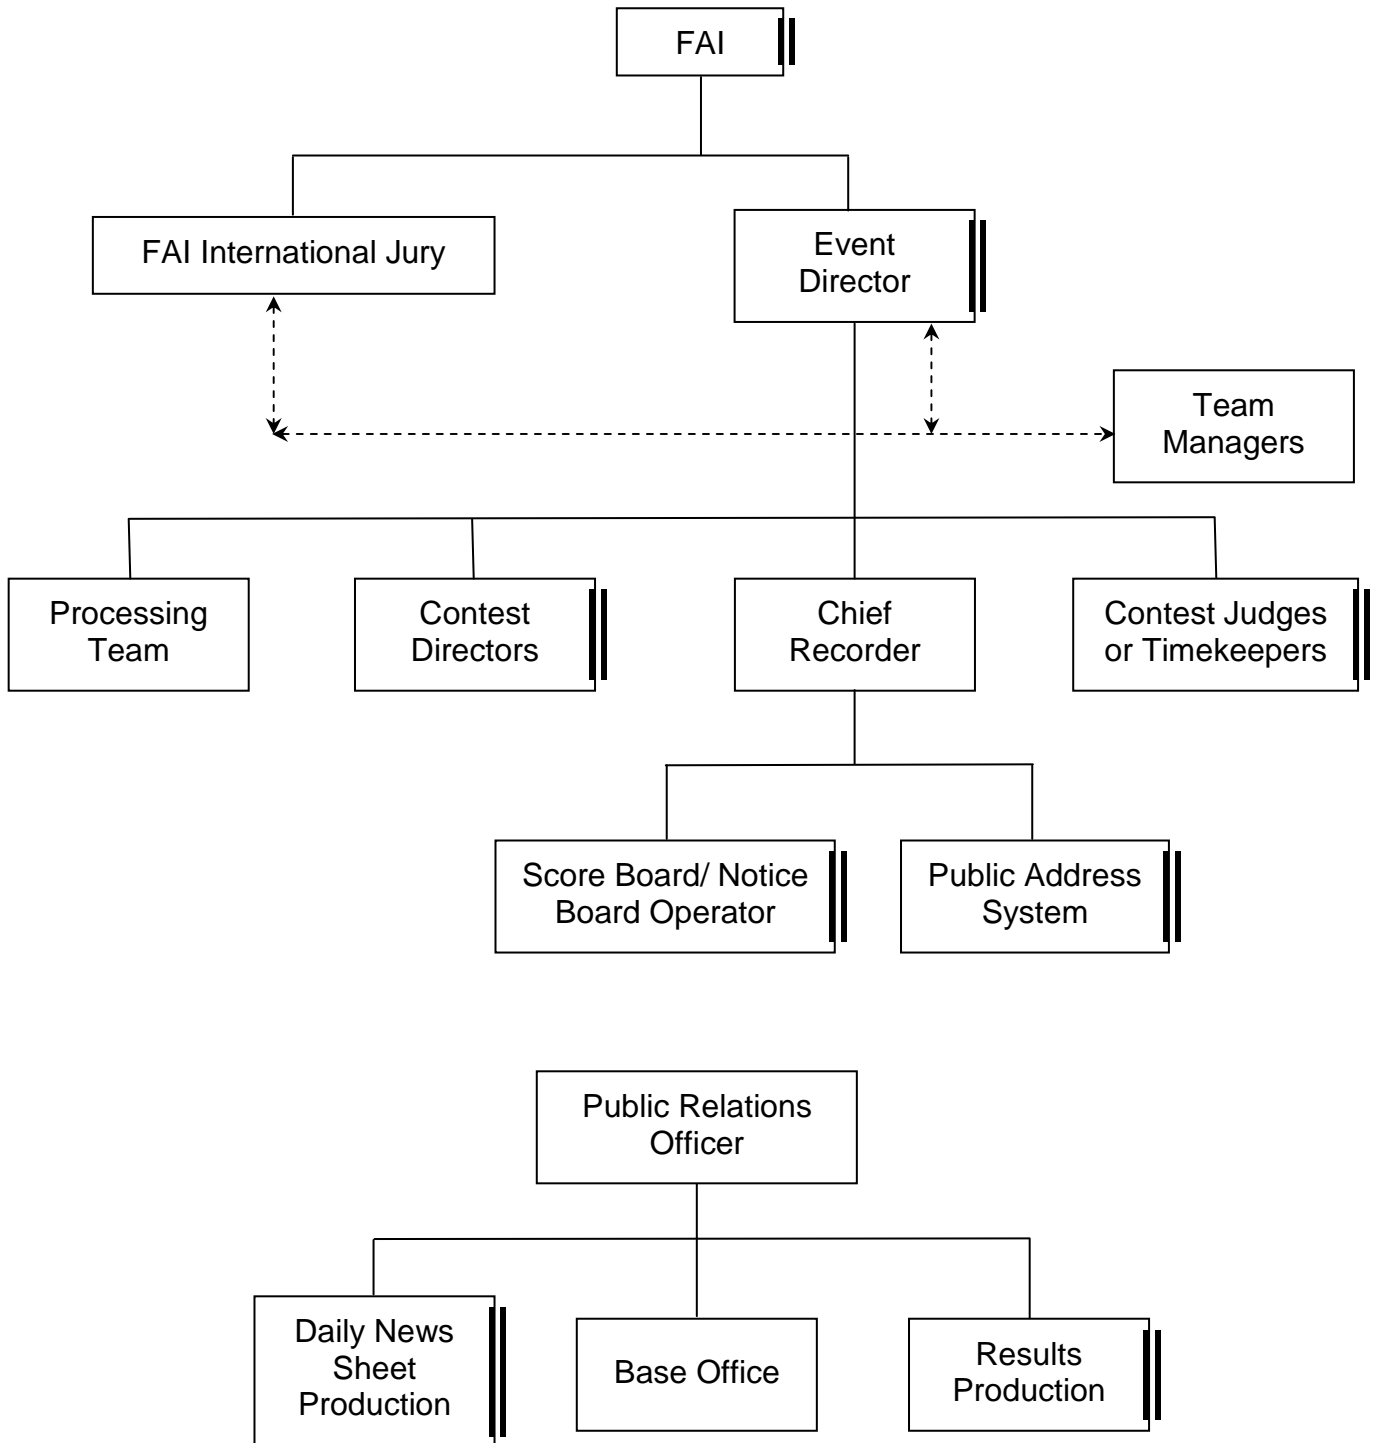 FAI
FAI International Jury
Event
Director
Team
Managers
Processing
Team
Contest
Directors
Chief
Recorder
Contest Judges
or Timekeepers
Score Board/ Notice
Board Operator
Public Address
System
Public Relations
Officer
Daily News
Sheet
Production
Base Office
Results
Production